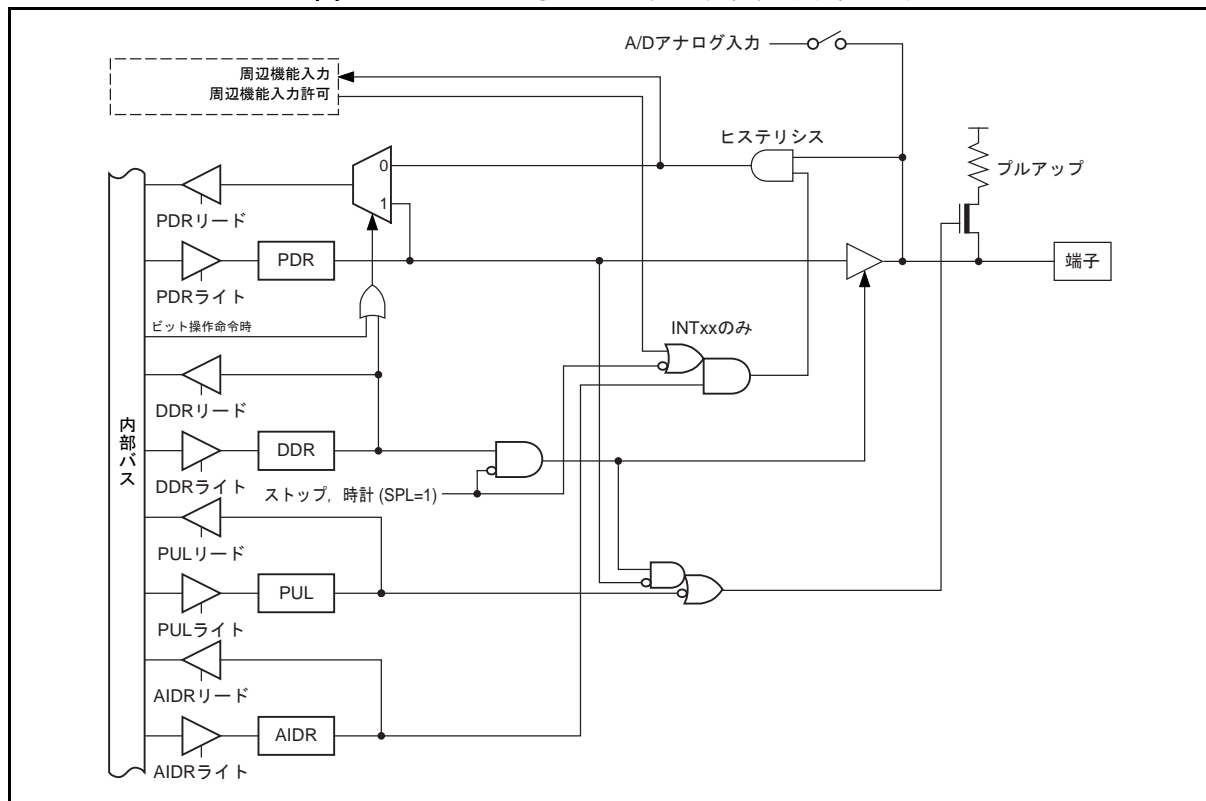 A/Dアナログ入力
周辺機能入力
周辺機能入力許可
ヒステリシス
プルアップ
0
1
PDRリード
PDR
端子
PDRライト
ビット操作命令時
INTxxのみ
DDRリード
内部バス
DDR
DDRライト
ストップ, 時計 (SPL=1)
PULリード
PUL
PULライト
AIDRリード
AIDR
AIDRライト